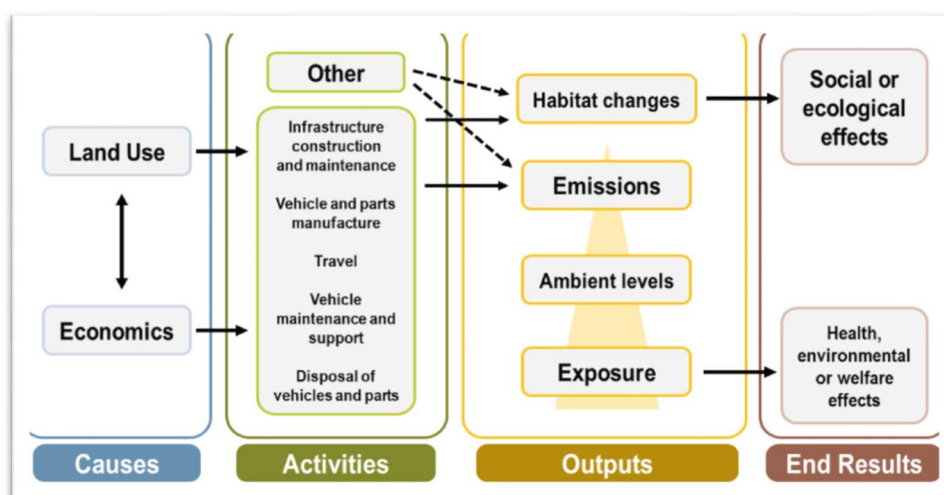 Land Use
Economics
Causes
Other
Infrastructure
construction
and maintenance
Vehicle and parts
manufacture
Travel
Vehicle
maintenance and
support
Disposal of
vehicles and parts
Activities
Habitat changes
Emissions
Ambient levels
Exposure
Outputs
Social or
ecological
effects
Health,
environmental
or welfare
effects
End Results